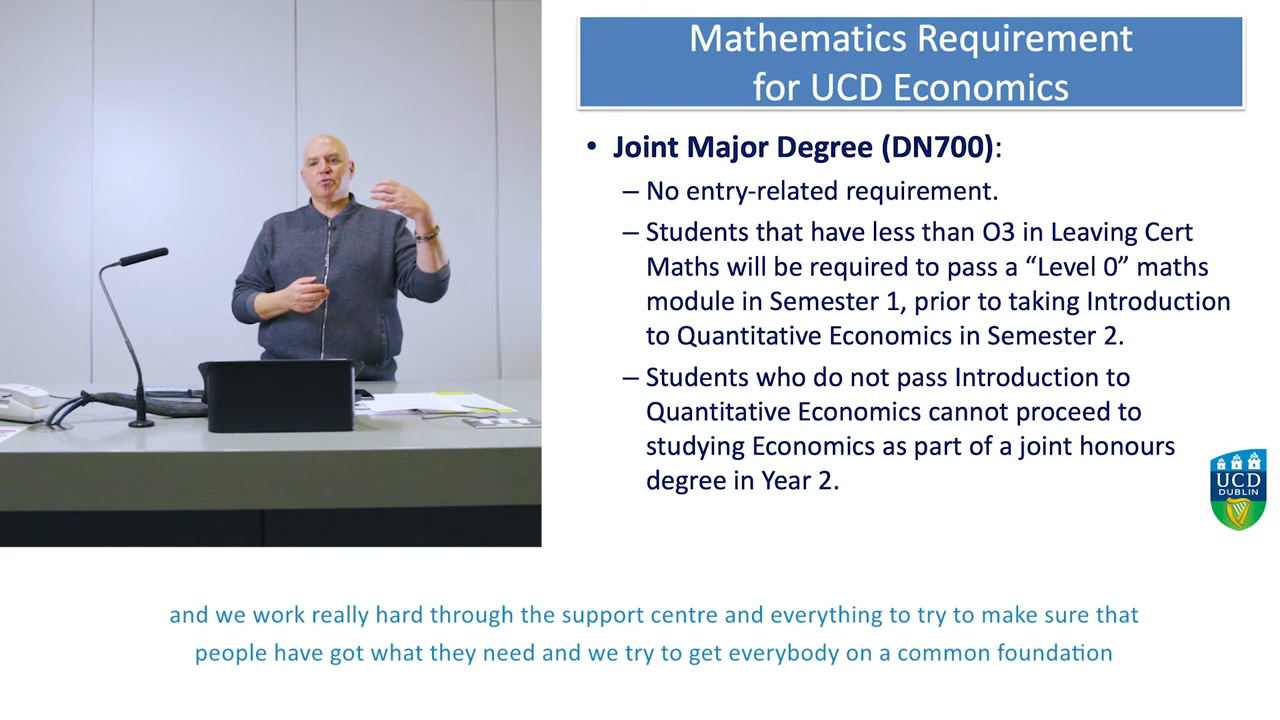 Mathematics Requirement
for UCD Economics
• Joint Major Degree (DN700):
– No entry-related requirement.
– Students that have less than O3 in Leaving Cert
Maths will be required to pass a “Level 0” maths
module in Semester 1, prior to taking Introduction
to Quantitative Economics in Semester 2.
– Students who do not pass Introduction to
Quantitative Economics cannot proceed to
studying Economics as part of a joint honours
degree in Year 2.
UCD
DUBLIN
and we work really hard through the support centre and everything to try to make sure that
people have got what they need and we try to get everybody on a common foundation